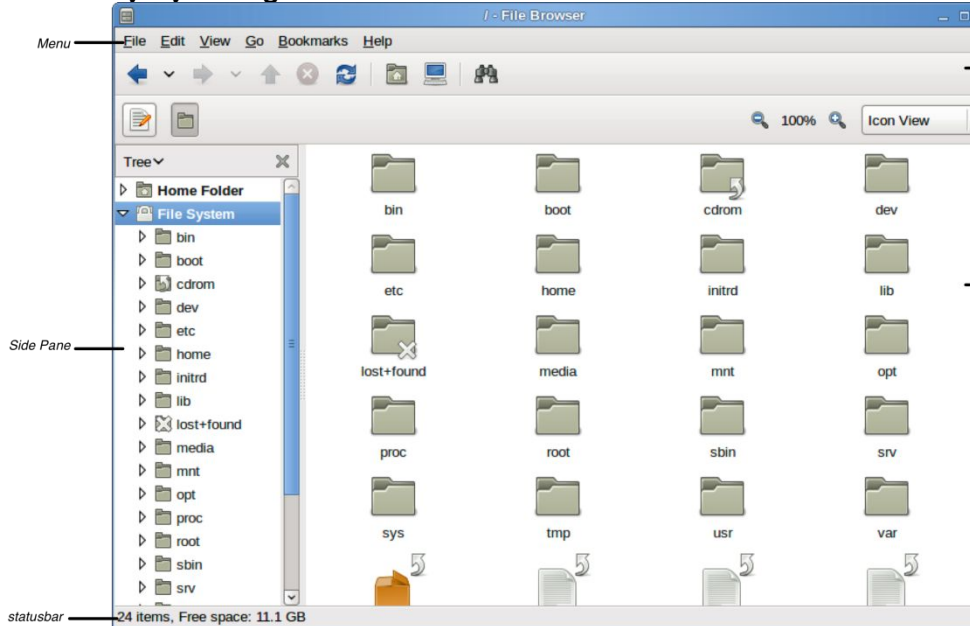 / - File Browser
Menu
File Edit View Go Bookmarks Help
100% Icon View
Tree
Home Folder
File System
bin
boot
cdrom
dev
etc
home
initrd
lib
lost+found
media
mnt
opt
proc
root
sbin
srv
Side Pane
bin boot cdrom dev
etc home initrd lib
lost+found media mnt opt
proc root sbin srv
sys tmp usr var
statusbar
24 items, Free space: 11.1 GB